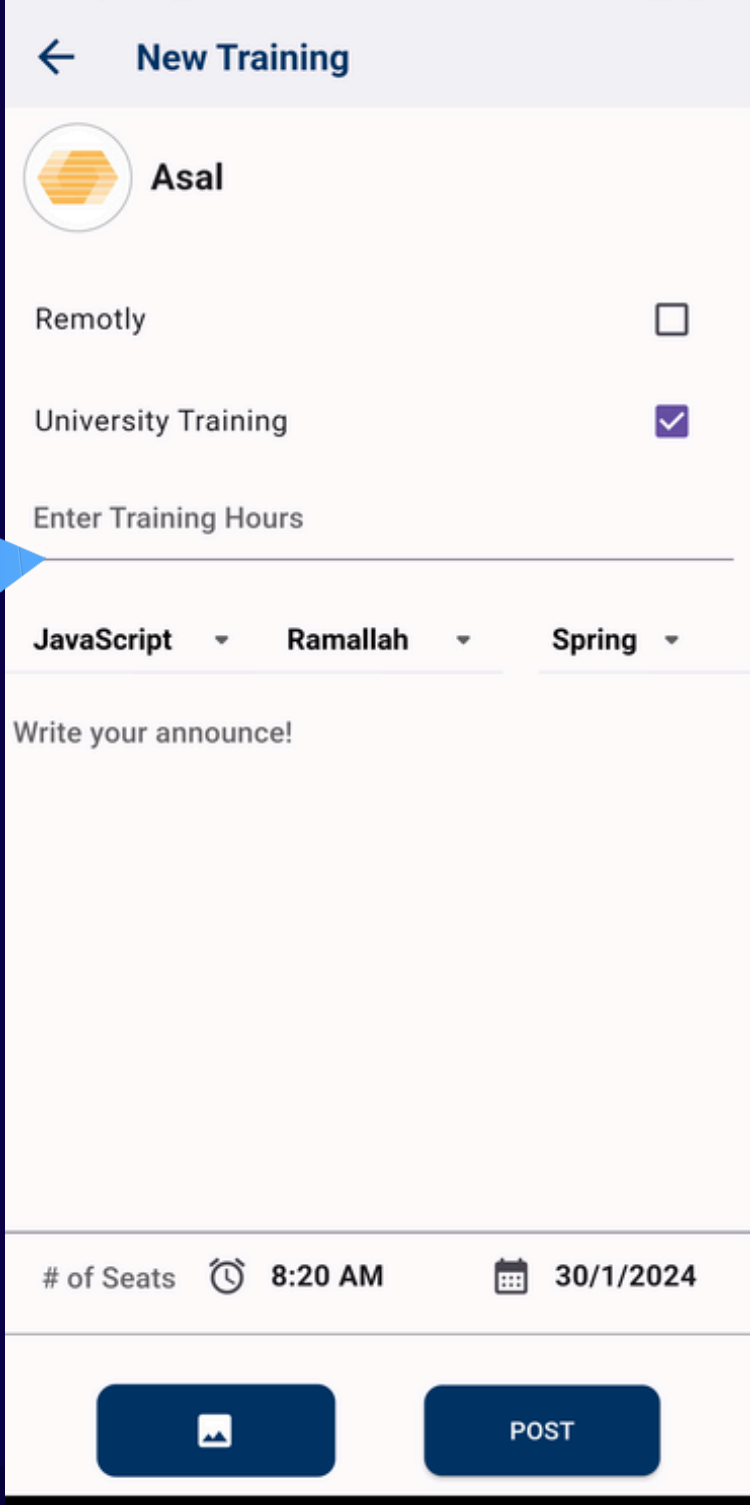 New Training
Asal
Remotly
University Training
Enter Training Hours
JavaScript Ramallah Spring
Write your announce!
# of Seats 8:20 AM 30/1/2024
POST